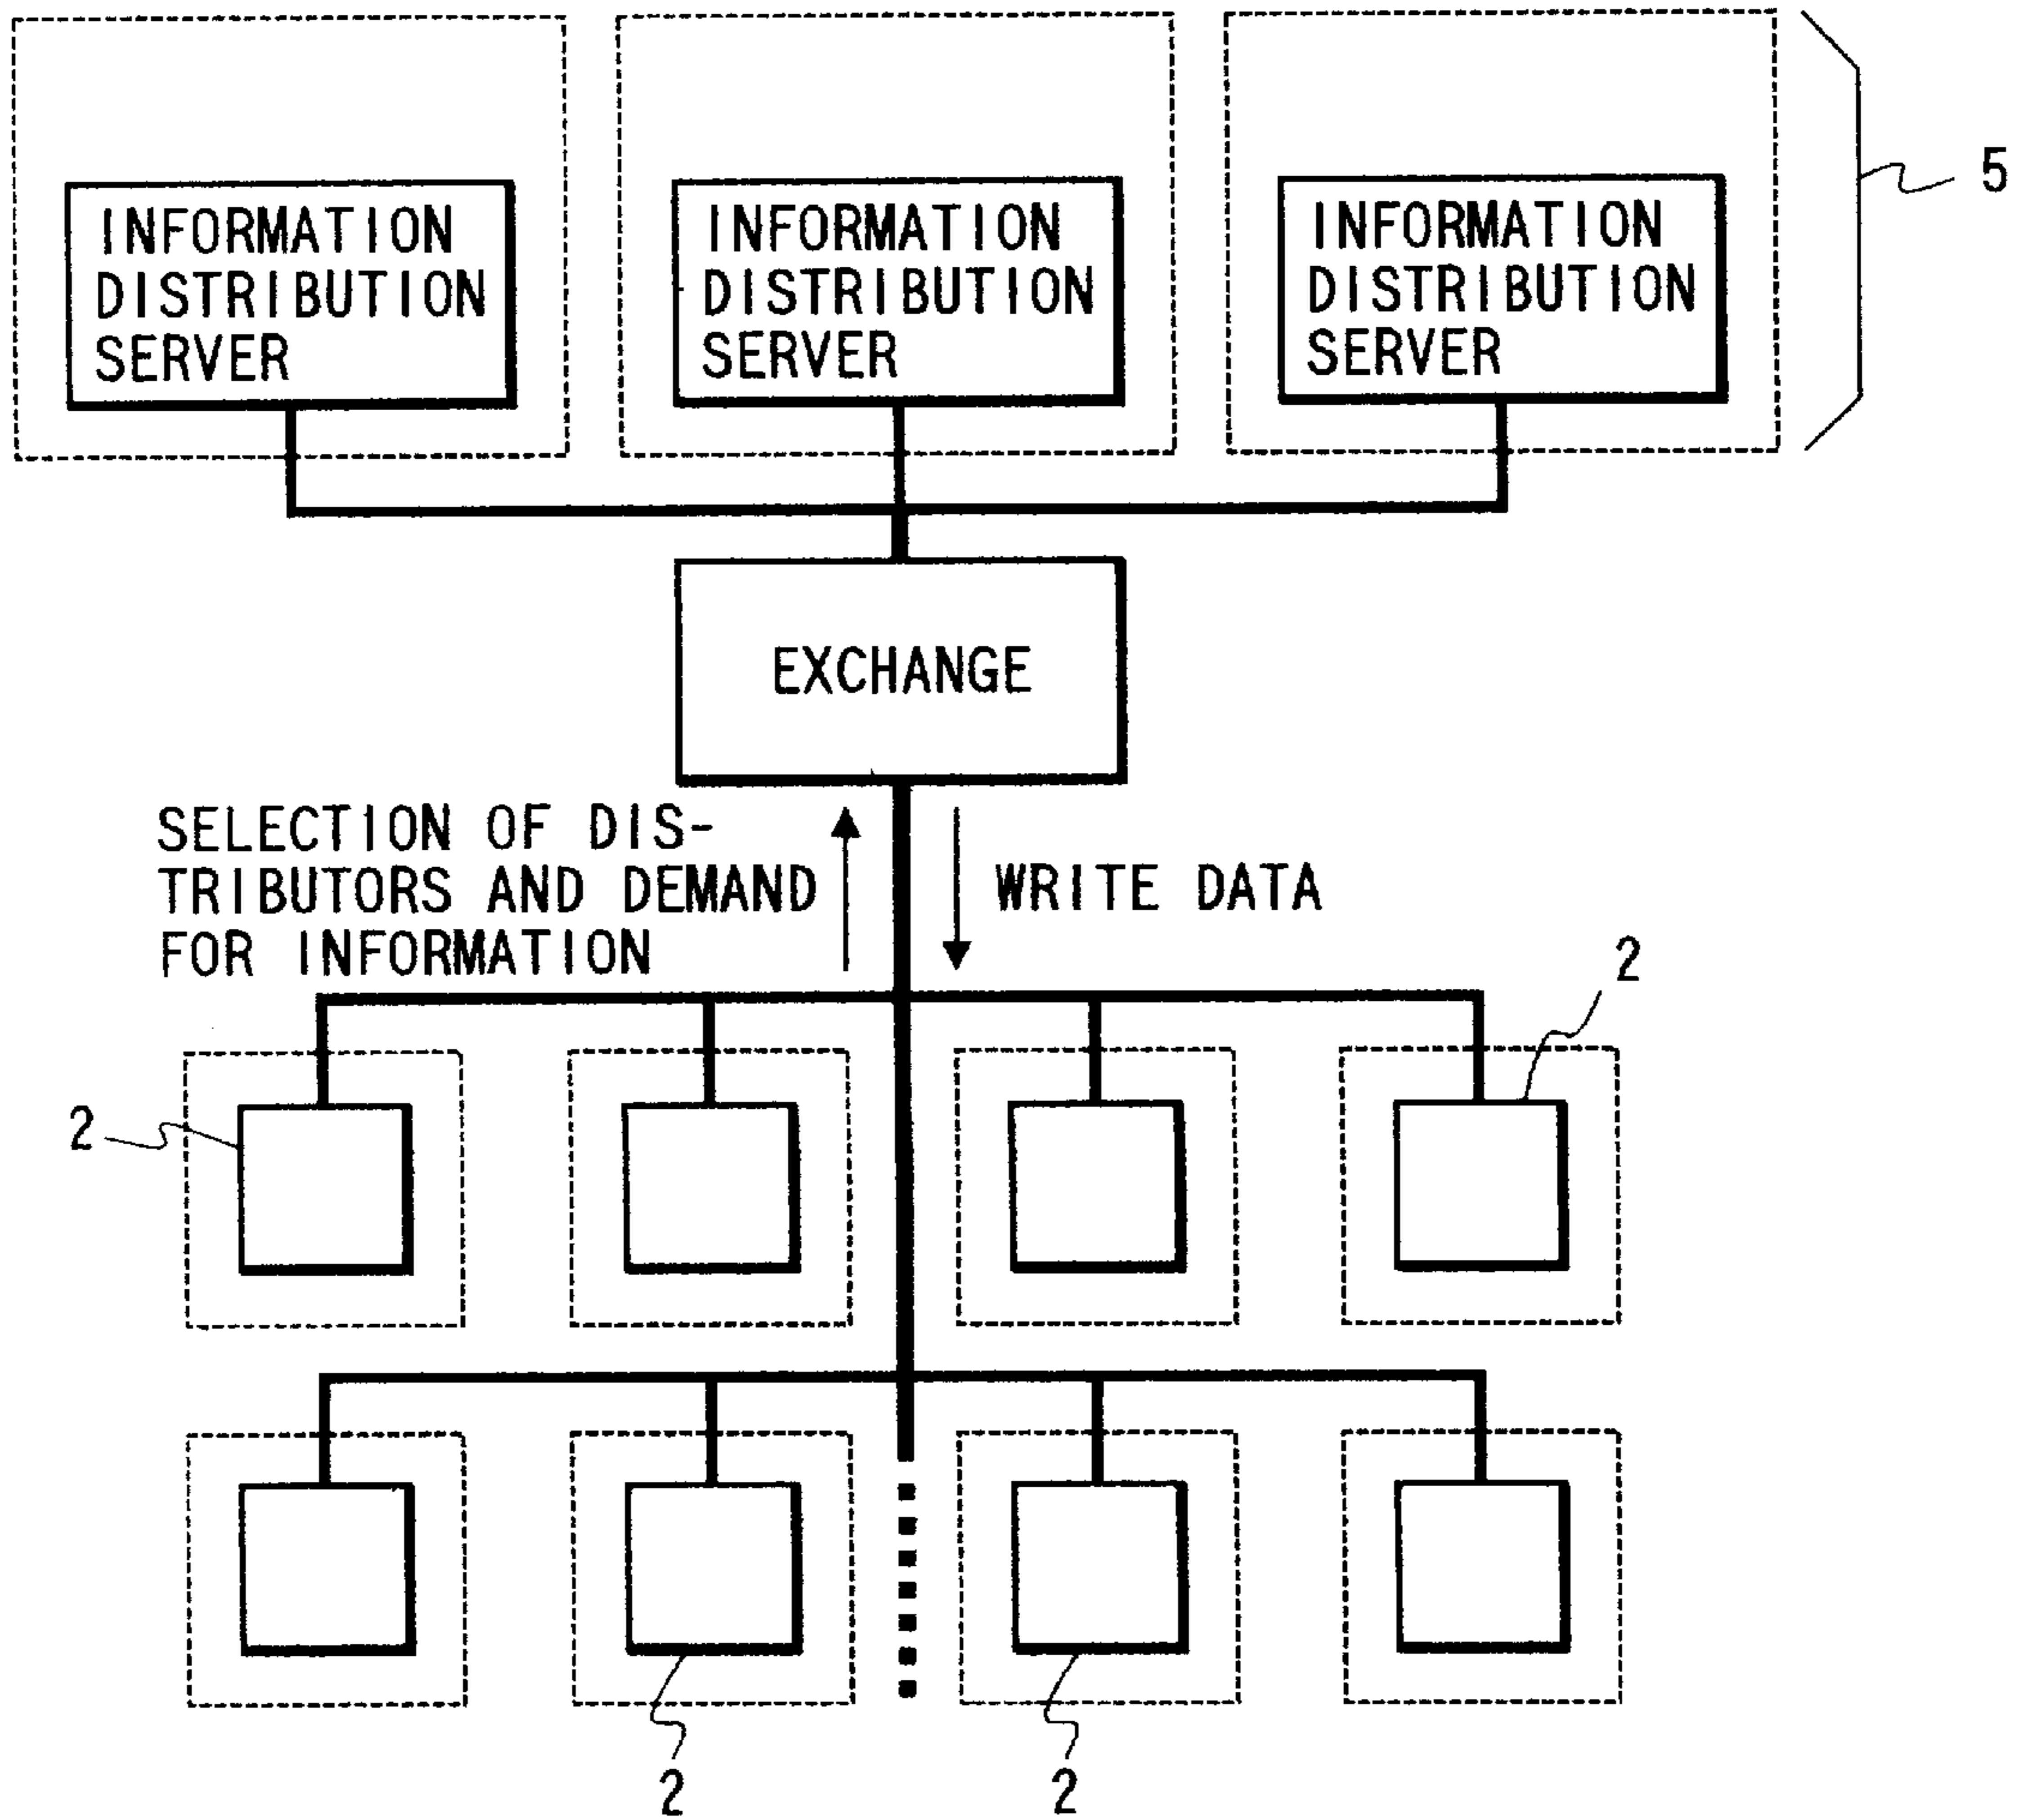 INFORMATION
DISTRIBUTION
SERVER
INFORMATION
DISTRIBUTION
SERVER
INFORMATION
DISTRIBUTION
SERVER
5
EXCHANGE
SELECTION OF DIS-
TRIBUTORS AND DEMAND
FOR INFORMATION
WRITE DATA
2
2
2
2